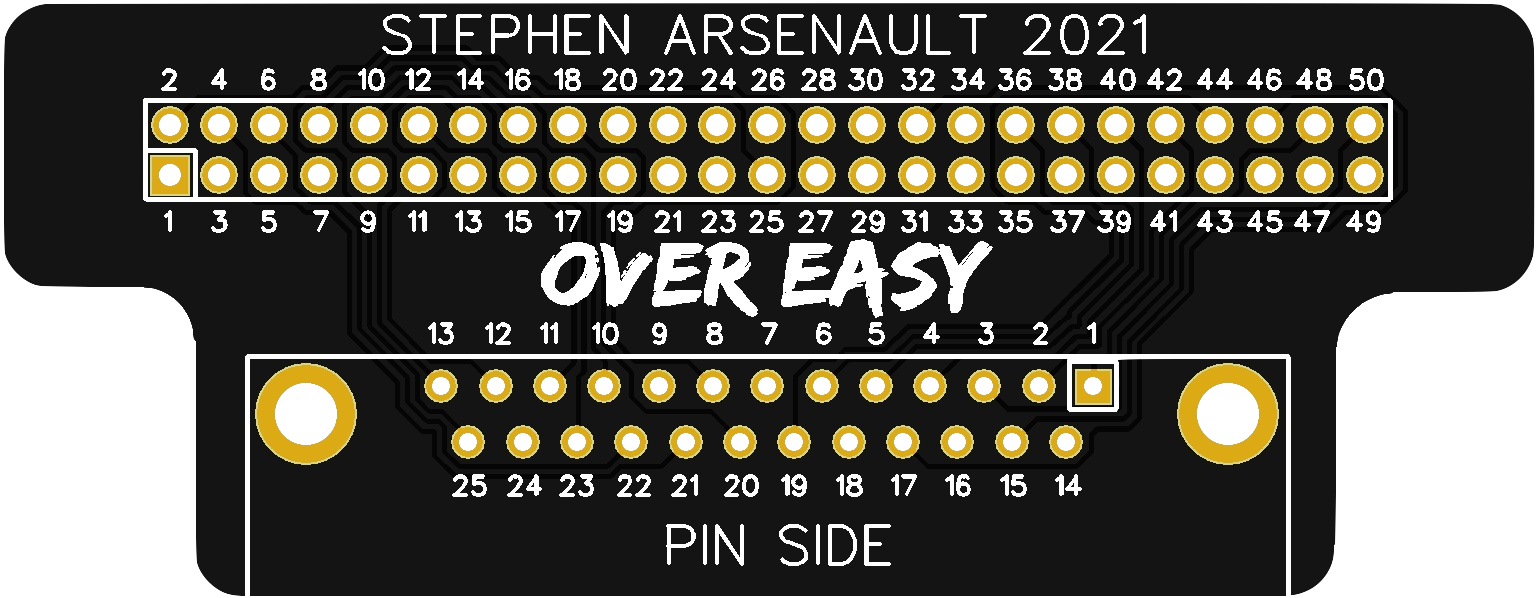 STEPHEN ARSENAULT 2021
2 4 6 8 10 12 14 16 18 20 22 24 26 28 30 32 34 36 38 40 42 44 46 48 50
1 3 5 7 9 11 13 15 17 19 21 23 25 27 29 31 33 35 37 39 41 43 45 47 49
OVER EASY
13 12 11 10 9 8 7 6 5 4 3 2 1
25 24 23 22 21 20 19 18 17 16 15 14
PIN SIDE